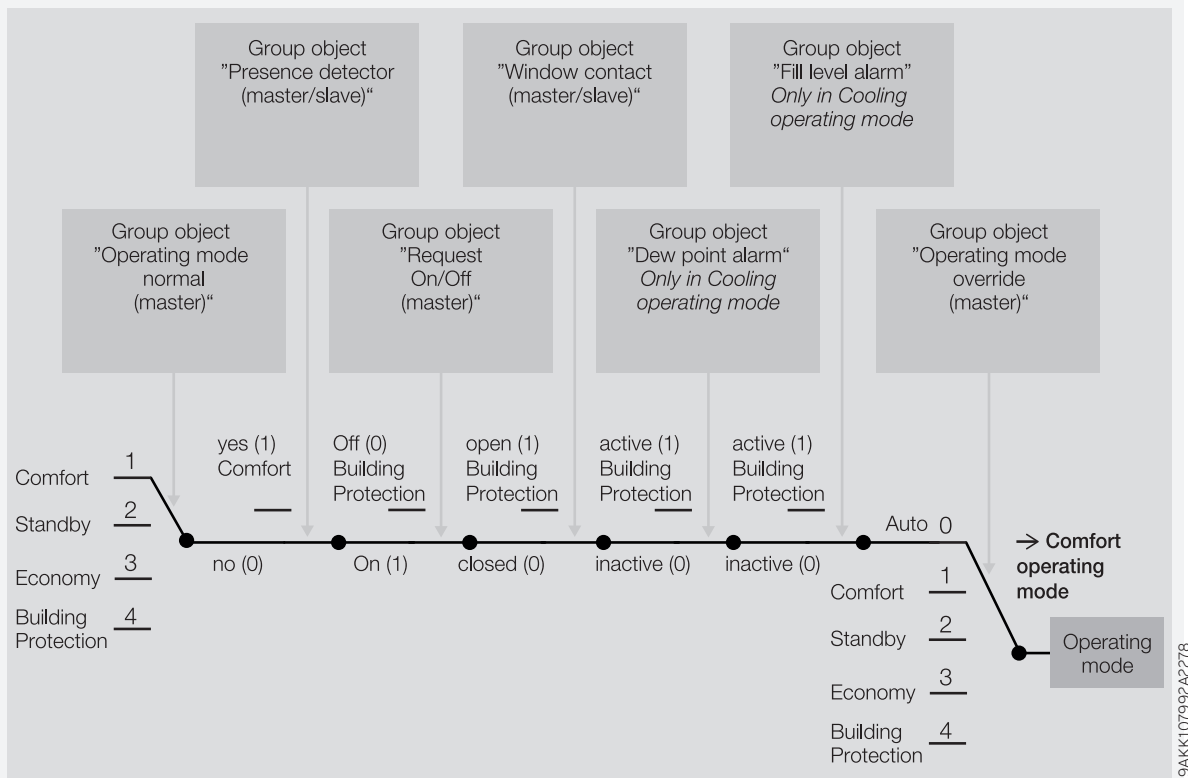 Group object
”Presence detector
(master/slave)“
Group object
”Window contact
(master/slave)“
Group object
”Fill level alarm”
Only in Cooling
operating mode
Group object
”Operating mode
normal
(master)“
Group object
”Request
On/Off
(master)“
Group object
”Dew point alarm“
Only in Cooling
operating mode
Group object
”Operating mode
override
(master)“
yes (1)
Comfort
Off (0)
Building
Protection
open (1)
Building
Protection
active (1)
Building
Protection
active (1)
Building
Protection
Comfort 1
Standby 2
Economy 3
Building
Protection 4
no (0)
On (1)
closed (0)
inactive (0)
inactive (0)
Auto 0
Comfort 1
Standby 2
Economy 3
Building
Protection 4
→ Comfort
operating
mode
Operating
mode
9AKK107992A2278